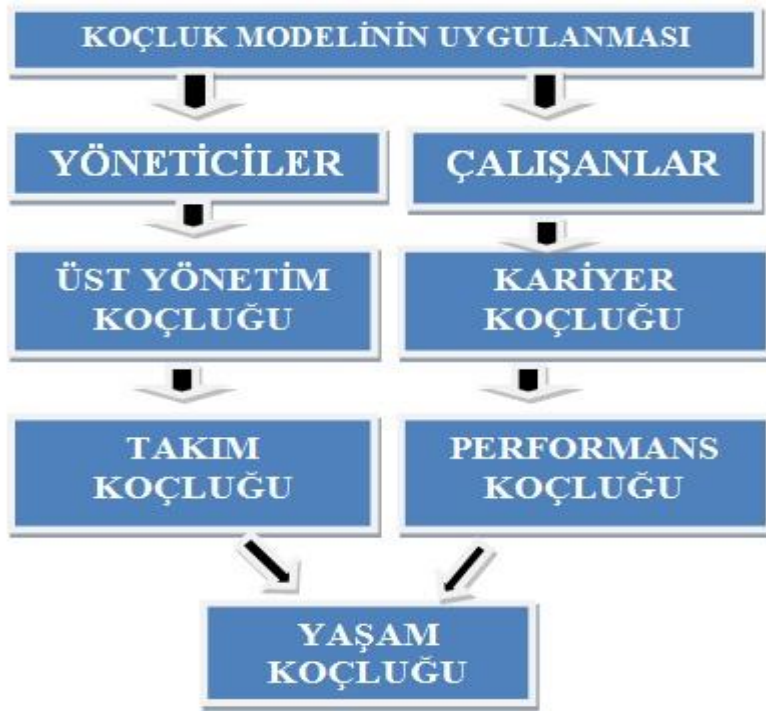 KOÇLUK MODELİNİN UYGULANMASI
YÖNETİCİLER
ÇALIŞANLAR
ÜST YÖNETİM
KOÇLUĞU
KARİYER
KOÇLUĞU
TAKIM
KOÇLUĞU
PERFORMANS
KOÇLUĞU
YAŞAM
KOÇLUĞU